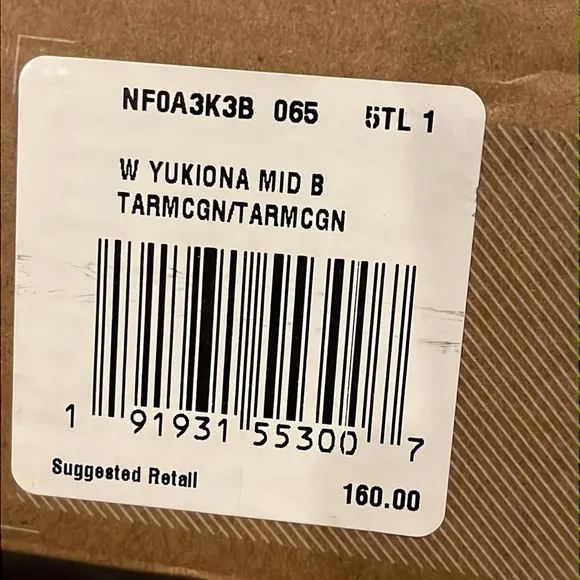 NF0A3K3B 065 5TL 1
W YUKIONA MID B
TARMCGN/TARMCGN
1 91931 55300 7
Suggested Retail 160.00